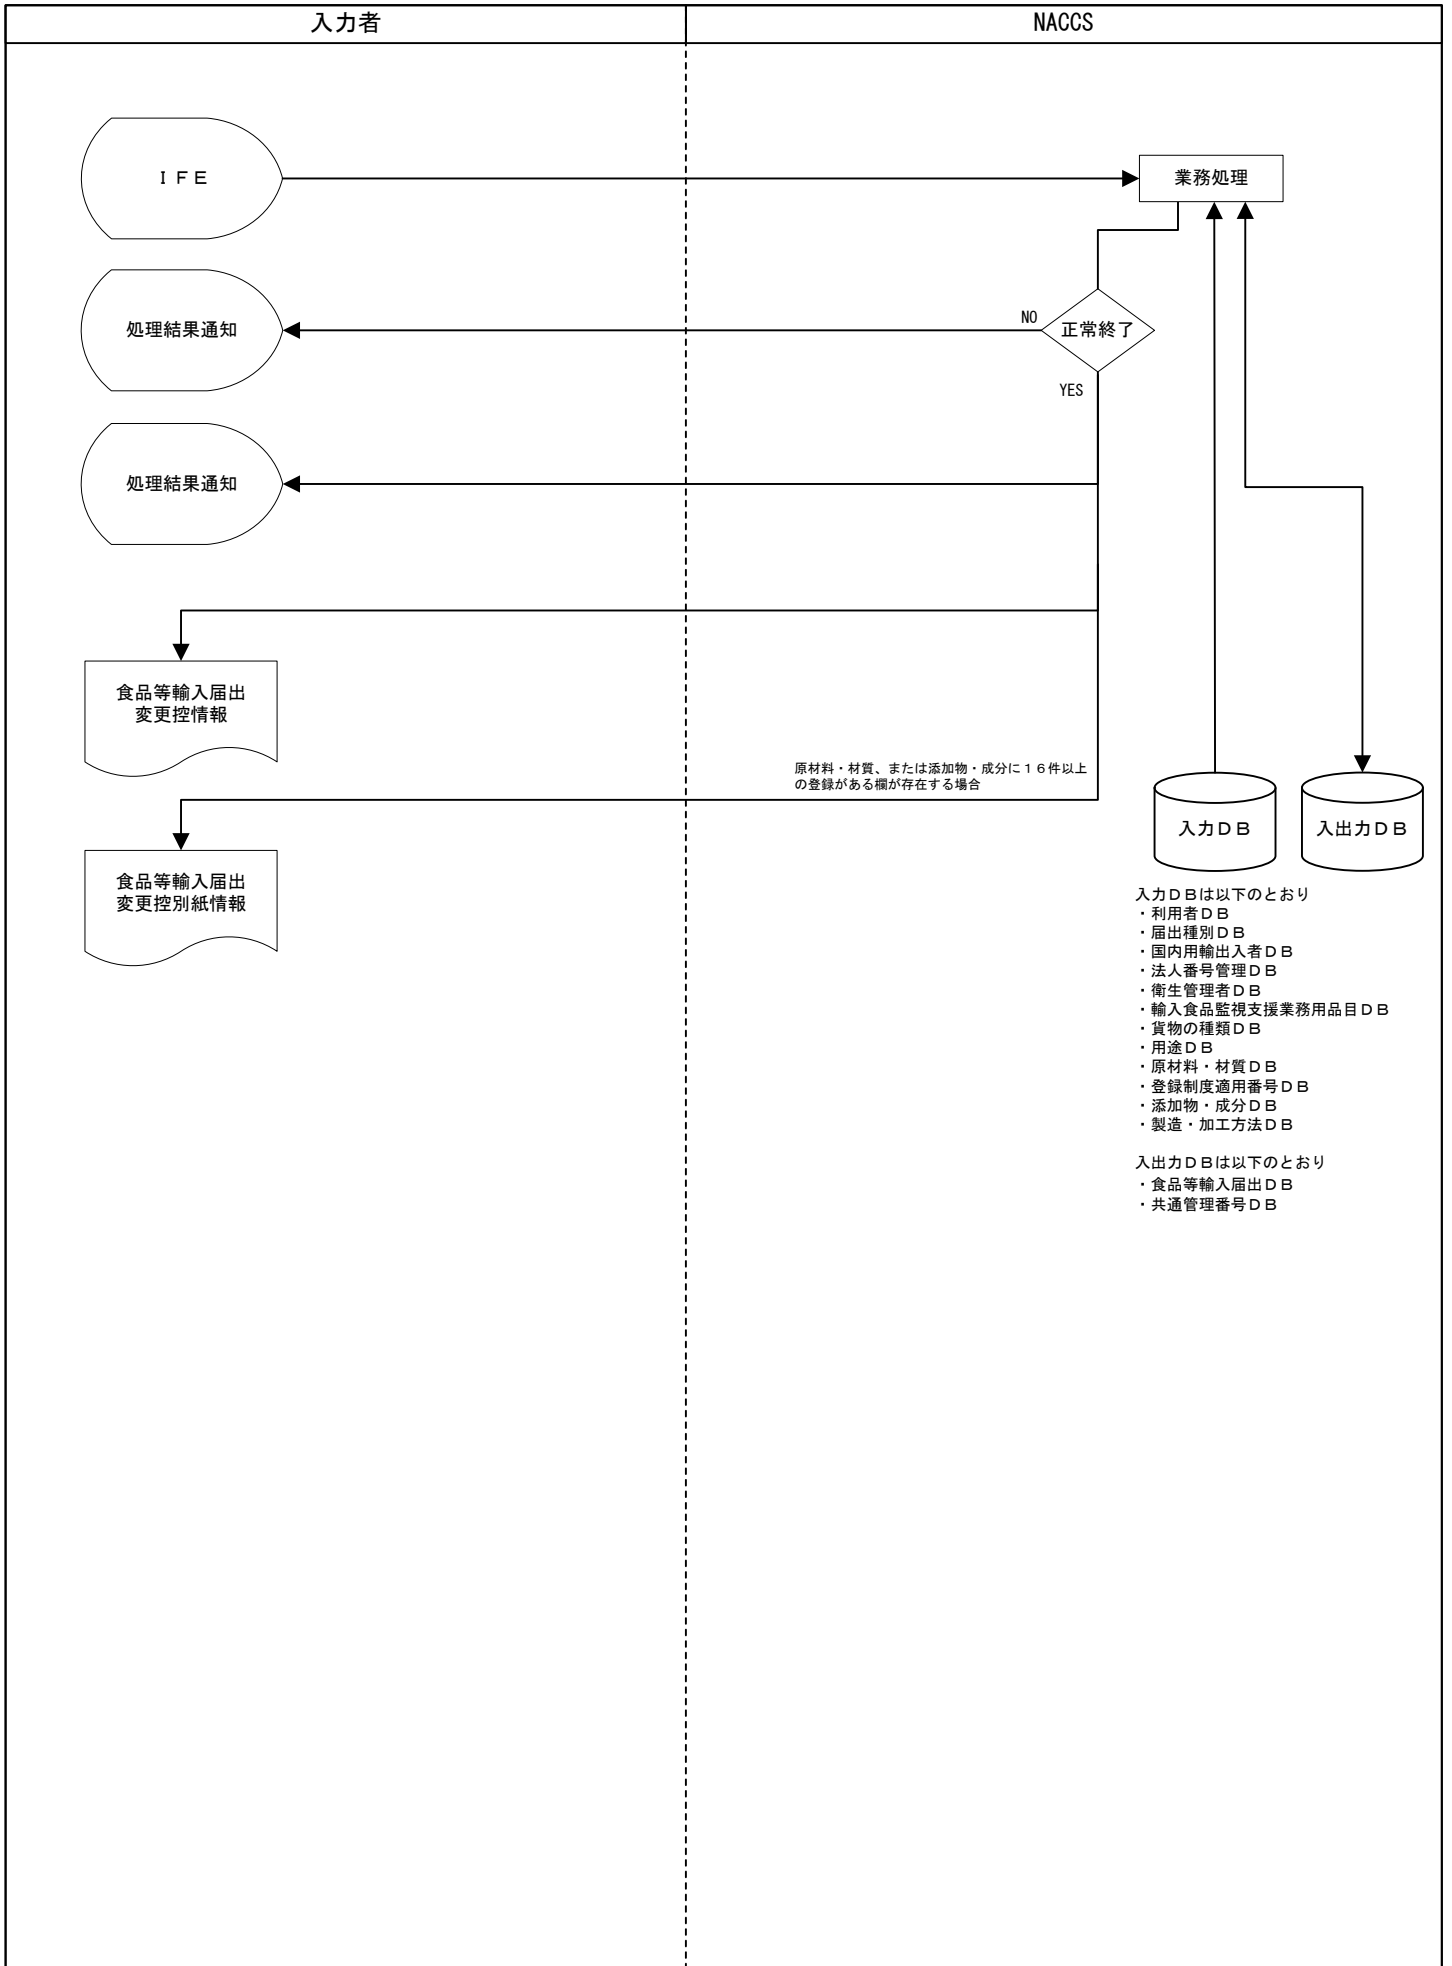 入力者
NACCS
ＩＦＥ
業務処理
処理結果通知
NO
正常終了
YES
処理結果通知
食品等輸入届出
変更控情報
原材料・材質、または添加物・成分に１６件以上
の登録がある欄が存在する場合
入力ＤＢ
入出力ＤＢ
食品等輸入届出
変更控別紙情報
入力ＤＢは以下のとおり
・利用者ＤＢ
・届出種別ＤＢ
・国内用輸出入者ＤＢ
・法人番号管理ＤＢ
・衛生管理者ＤＢ
・輸入食品監視支援業務用品目ＤＢ
・貨物の種類ＤＢ
・用途ＤＢ
・原材料・材質ＤＢ
・登録制度適用番号ＤＢ
・添加物・成分ＤＢ
・製造・加工方法ＤＢ
入出力ＤＢは以下のとおり
・食品等輸入届出ＤＢ
・共通管理番号ＤＢ